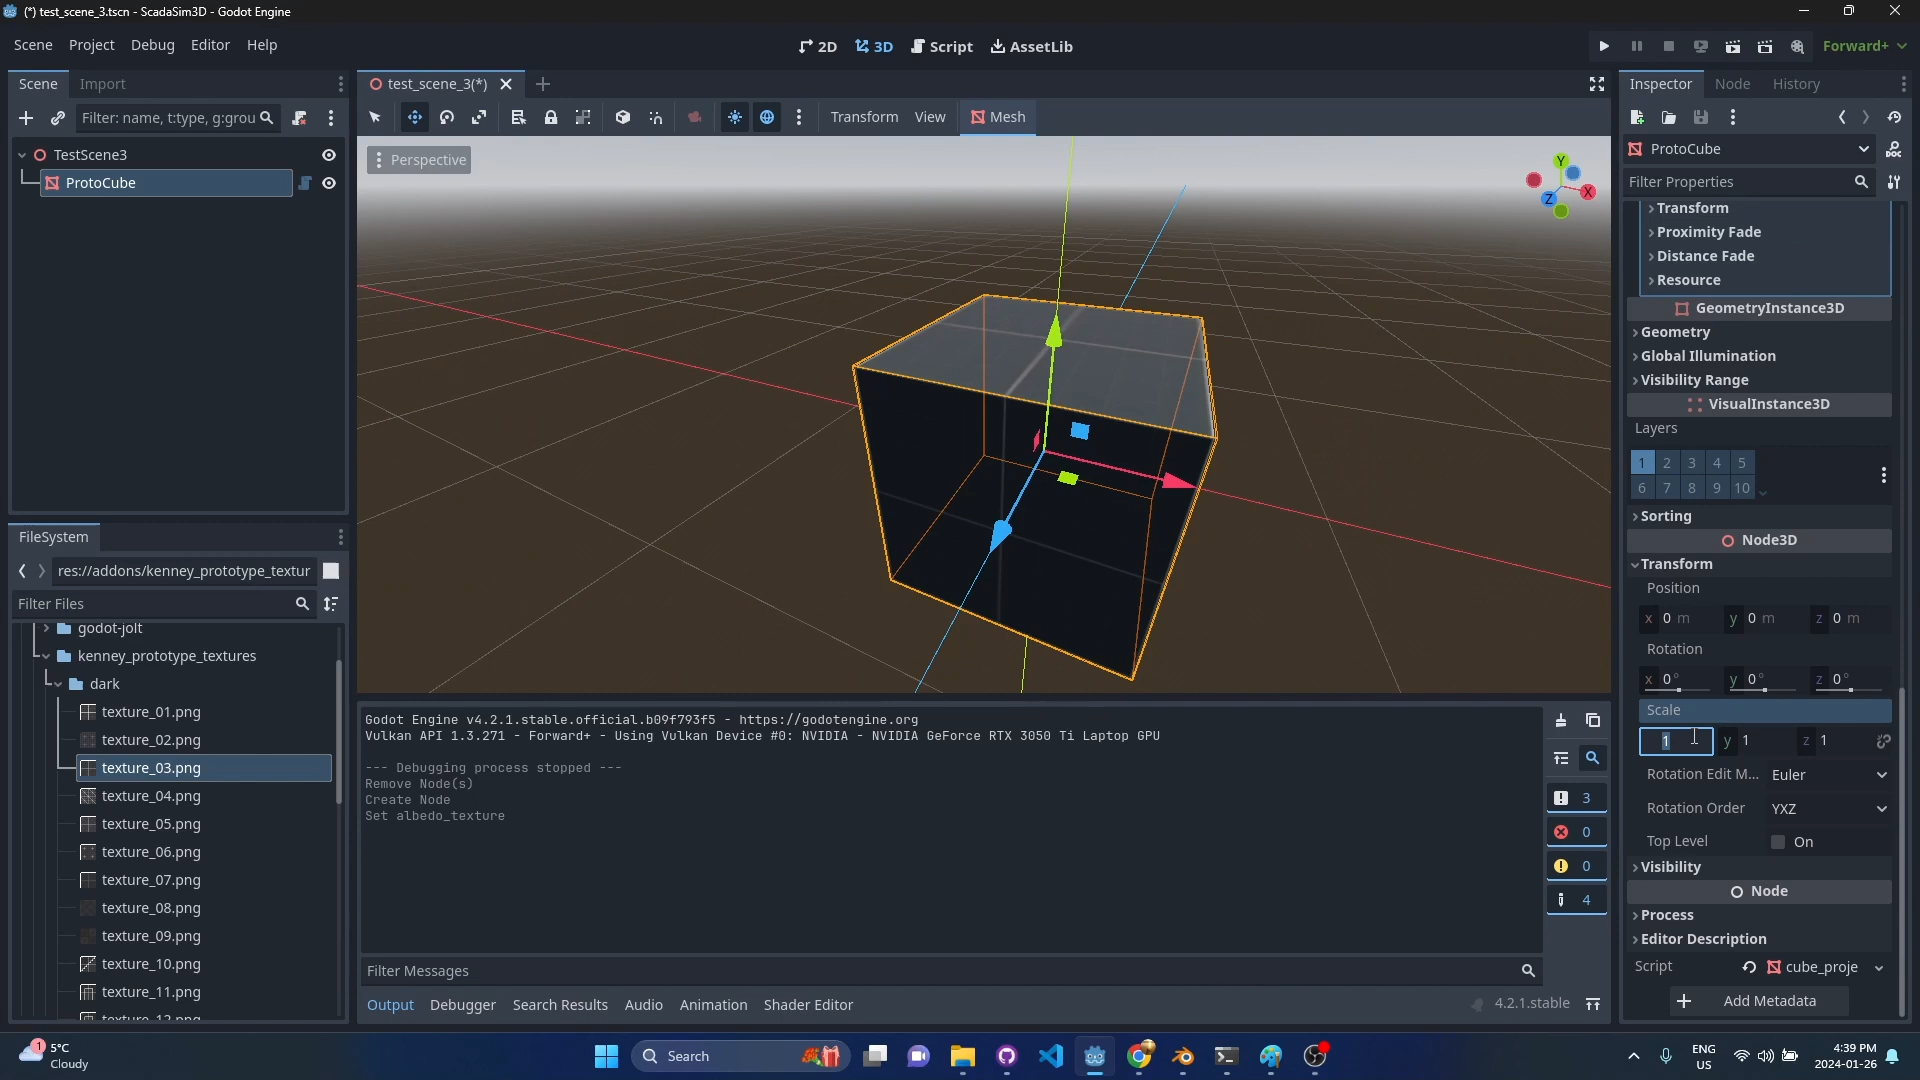 (*) test_scene_3.tscn - ScadaSim3D - Godot Engine
Scene Project Debug Editor Help
2D 3D Script AssetLib
Forward+
Scene Import
Filter: name, t:type, g:grou
TestScene3
ProtoCube
test_scene_3(*)
Transform View Mesh
Perspective
Y
X
Z
FileSystem
res://addons/kenney_prototype_textur
Filter Files
godot-jolt
kenney_prototype_textures
dark
texture_01.png
texture_02.png
texture_03.png
texture_04.png
texture_05.png
texture_06.png
texture_07.png
texture_08.png
texture_09.png
texture_10.png
texture_11.png
texture_12.png
Godot Engine v4.2.1.stable.official.b09f793f5 - https://godotengine.org
Vulkan API 1.3.271 - Forward+ - Using Vulkan Device #0: NVIDIA - NVIDIA GeForce RTX 3050 Ti Laptop GPU
--- Debugging process stopped ---
Remove Node(s)
Create Node
Set albedo_texture
3
0
0
4
Filter Messages
Output Debugger Search Results Audio Animation Shader Editor
4.2.1.stable
Inspector Node History
ProtoCube
DOC
Filter Properties
Transform
Proximity Fade
Distance Fade
Resource
GeometryInstance3D
Geometry
Global Illumination
Visibility Range
VisualInstance3D
Layers
1 2 3 4 5
6 7 8 9 10
Sorting
Node3D
Transform
Position
x 0 m y 0 m z 0 m
Rotation
x 0° y 0° z 0°
Scale
1 y 1 z 1
Rotation Edit M... Euler
Rotation Order YXZ
Top Level On
Visibility
Node
Process
Editor Description
Script cube_proje
Add Metadata
1
5°C
Cloudy
Search
ENG
US
4:39 PM
2024-01-26